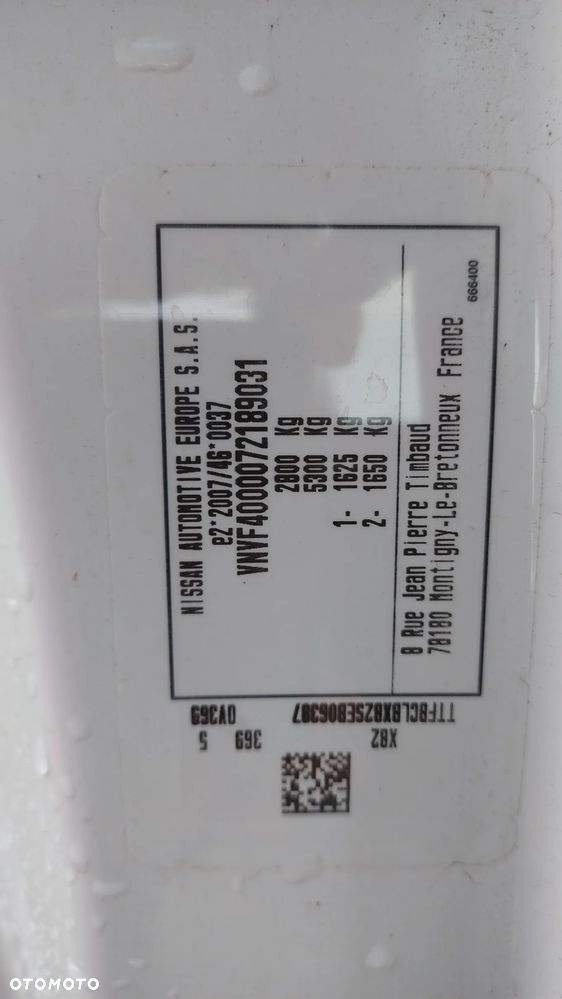 NISSAN AUTOMOTIVE EUROPE S.A.S.
e2*2007/46*0037
VNVF4000072189031
2800 Kg
5300 Kg
1- 1625 Kg
2- 1650 Kg
8 Rue Jean Pierre Timbaud
78180 Montigny-Le-Bretonneux France
666400
X82
369 5
0V369
OTOMOTO